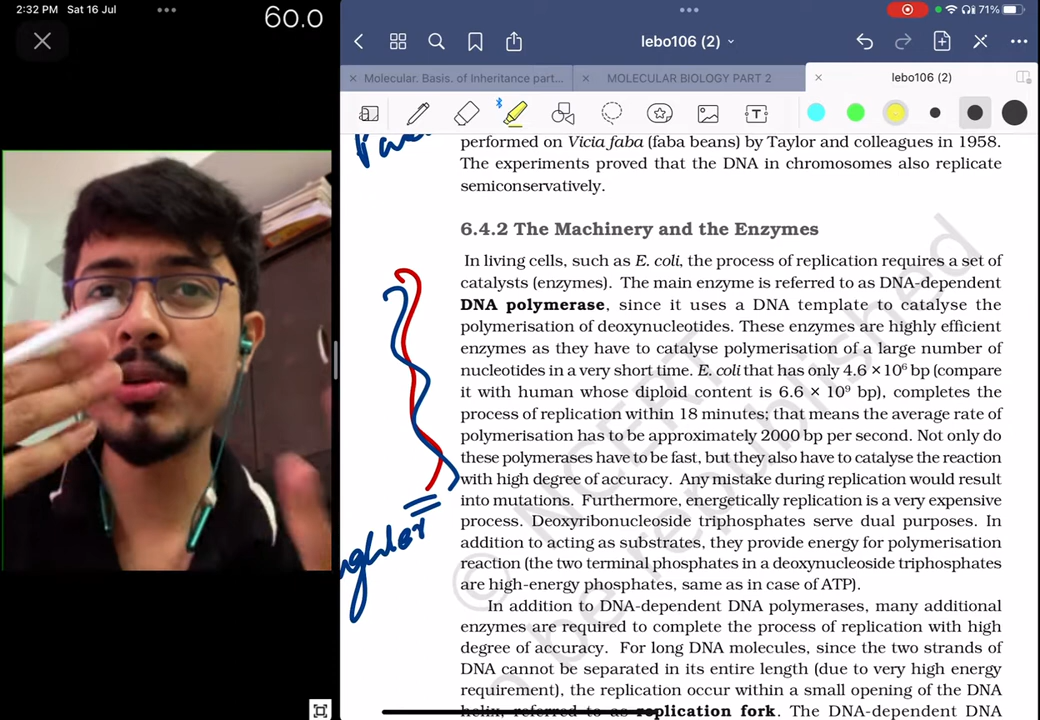 2:32 PM Sat 16 Jul
60.0
71%
lebo106 (2)
Molecular. Basis. of Inheritance part...
MOLECULAR BIOLOGY PART 2
lebo106 (2)
performed on Vicia faba (faba beans) by Taylor and colleagues in 1958.
The experiments proved that the DNA in chromosomes also replicate
semiconservatively.
6.4.2 The Machinery and the Enzymes
In living cells, such as E. coli, the process of replication requires a set of
catalysts (enzymes). The main enzyme is referred to as DNA-dependent
DNA polymerase, since it uses a DNA template to catalyse the
polymerisation of deoxynucleotides. These enzymes are highly efficient
enzymes as they have to catalyse polymerisation of a large number of
nucleotides in a very short time. E. coli that has only 4.6 ×10⁶ bp (compare
it with human whose diploid content is 6.6 × 10⁹ bp), completes the
process of replication within 18 minutes; that means the average rate of
polymerisation has to be approximately 2000 bp per second. Not only do
these polymerases have to be fast, but they also have to catalyse the reaction
with high degree of accuracy. Any mistake during replication would result
into mutations. Furthermore, energetically replication is a very expensive
process. Deoxyribonucleoside triphosphates serve dual purposes. In
addition to acting as substrates, they provide energy for polymerisation
reaction (the two terminal phosphates in a deoxynucleoside triphosphates
are high-energy phosphates, same as in case of ATP).
In addition to DNA-dependent DNA polymerases, many additional
enzymes are required to complete the process of replication with high
degree of accuracy. For long DNA molecules, since the two strands of
DNA cannot be separated in its entire length (due to very high energy
requirement), the replication occur within a small opening of the DNA
helix, referred to as replication fork. The DNA-dependent DNA
ughter
© NCERT
be republished